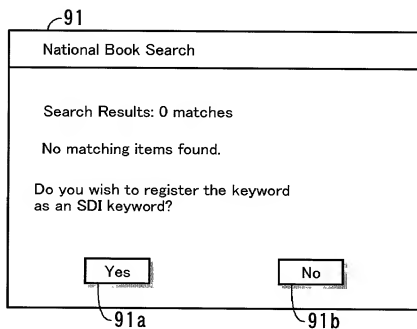 91
National Book Search
Search Results: 0 matches
No matching items found.
Do you wish to register the keyword
as an SDI keyword?
Yes
No
91a
91b